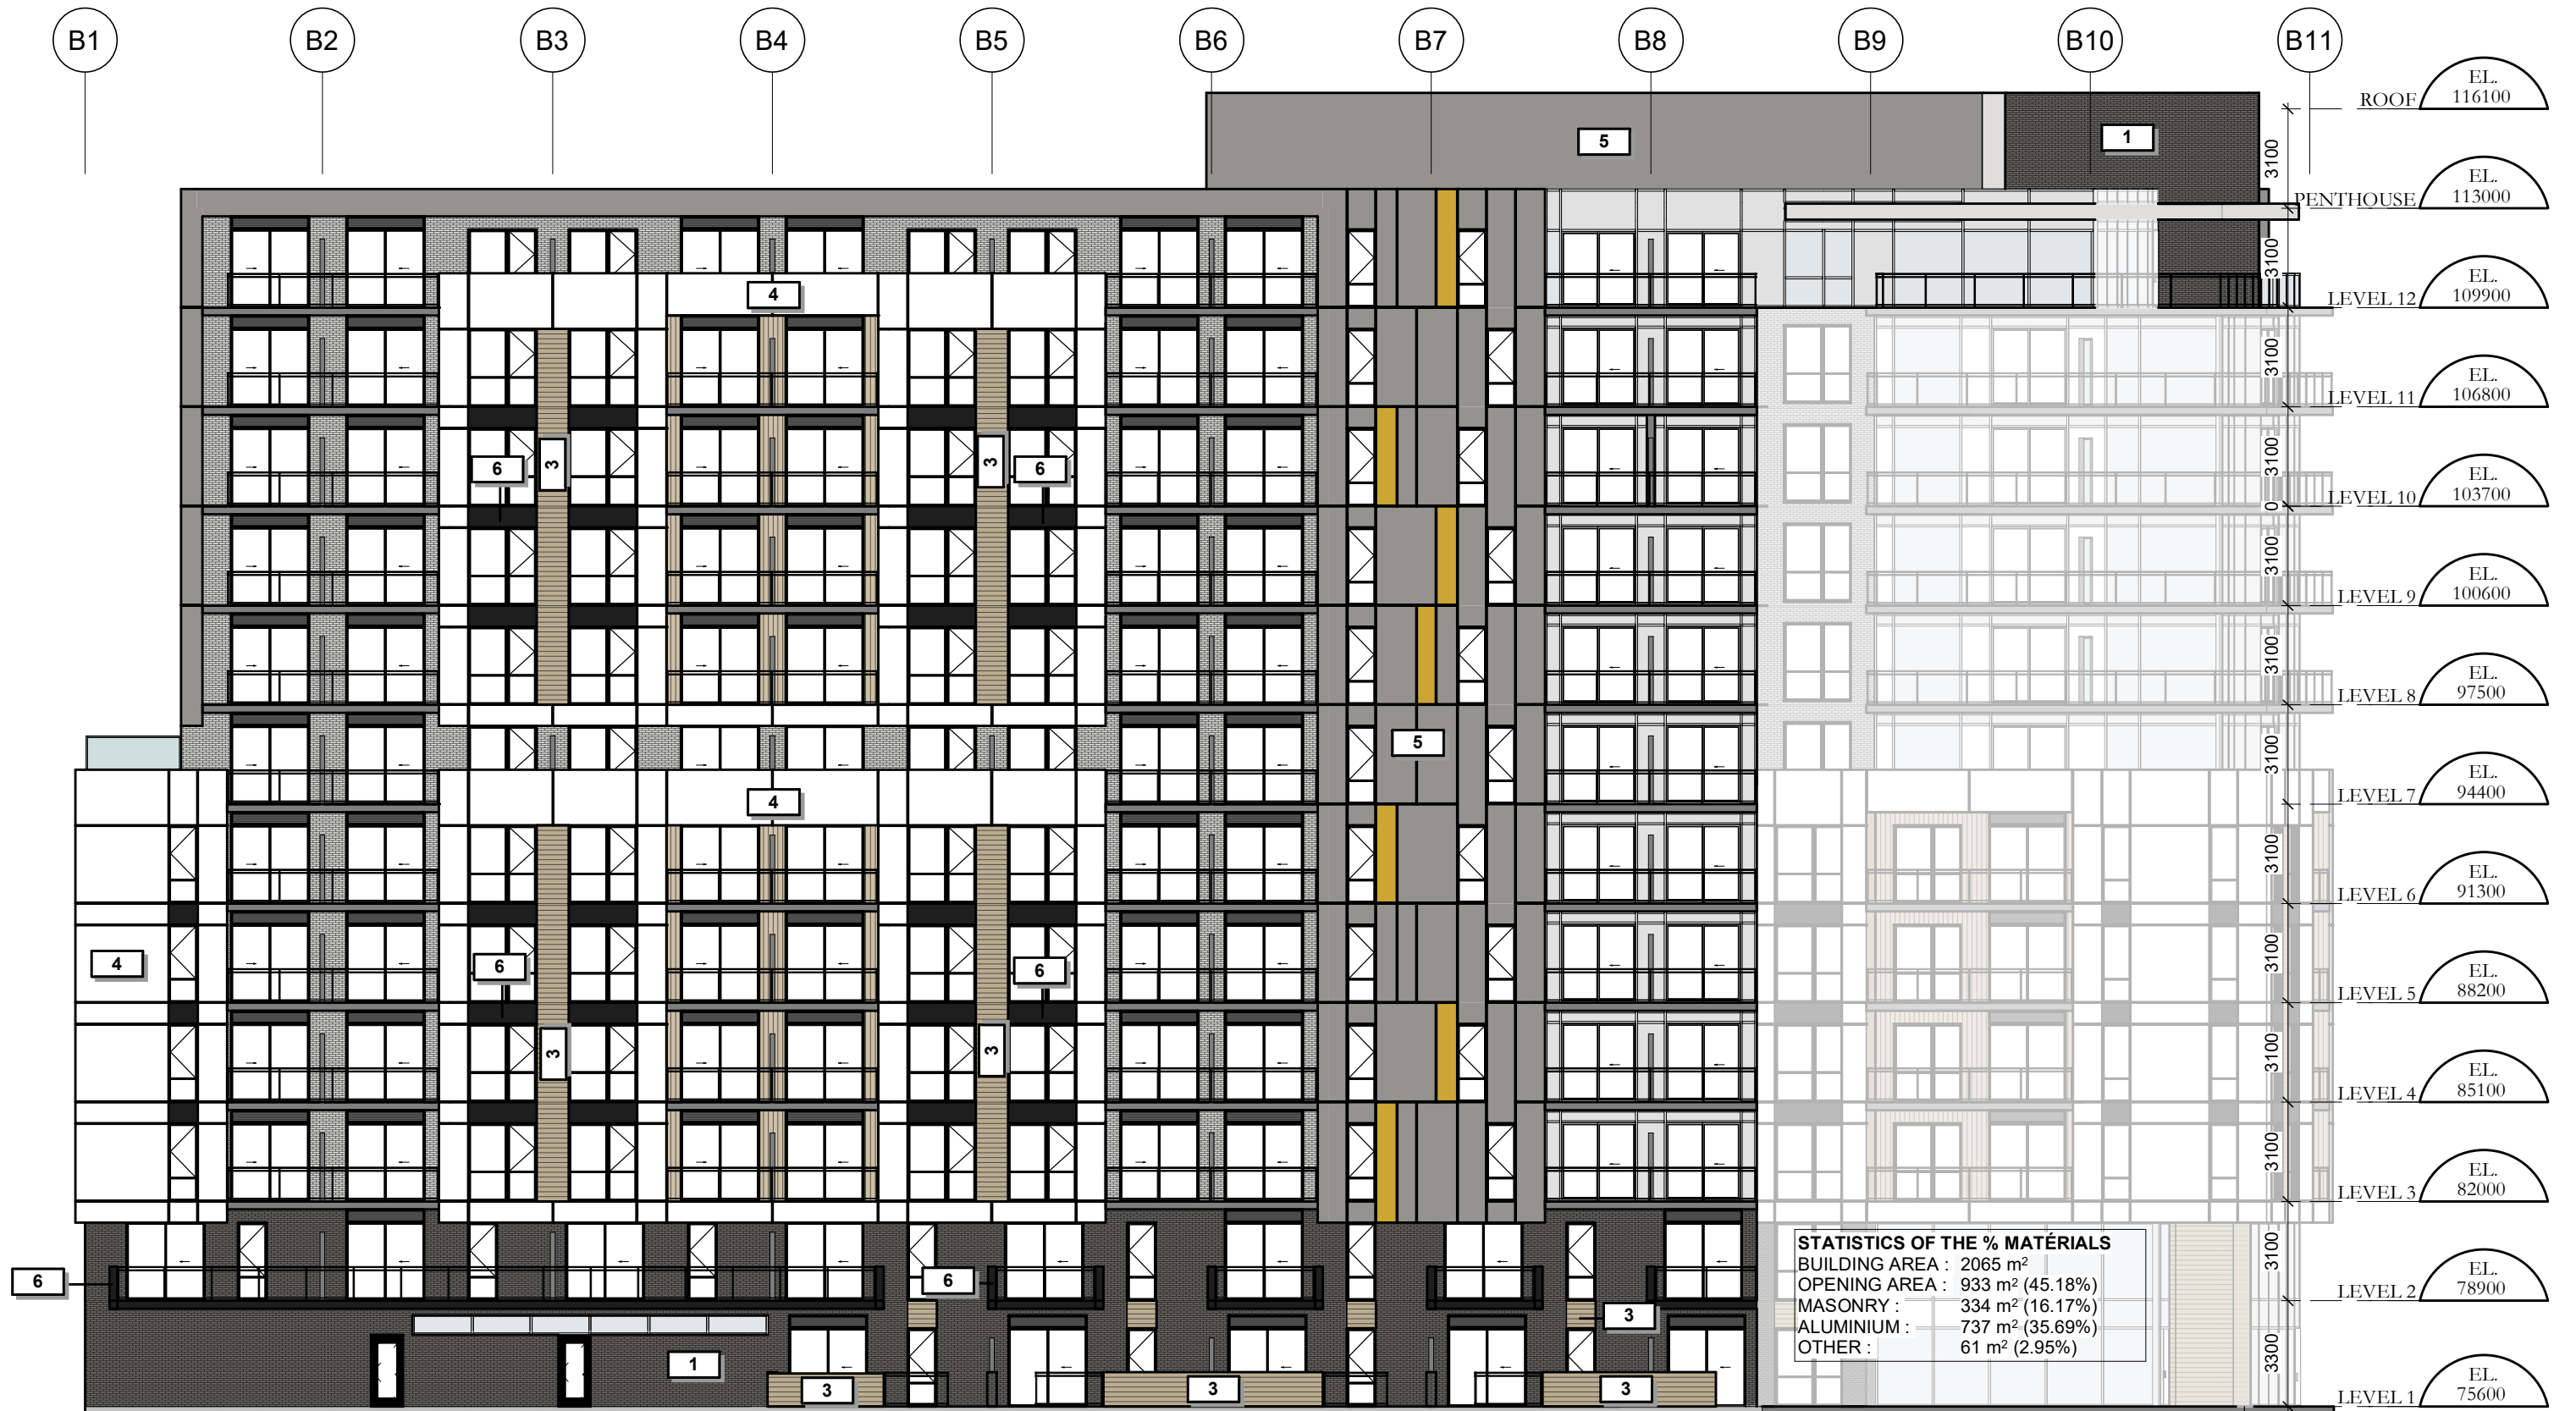 B1 B2 B3 B4 B5 B6 B7 B8 B9 B10 B11
EL.
ROOF 116100
5
1
3100
EL.
PENTHOUSE 113000
3100
EL.
LEVEL 12 109900
4
3100
EL.
LEVEL 11 106800
6
3
3
6
3100
EL.
LEVEL 10 103700
0
3100
EL.
LEVEL 9 100600
3100
EL.
LEVEL 8 97500
5
3100
EL.
LEVEL 7 94400
4
3100
EL.
LEVEL 6 91300
4
6
6
3100
EL.
LEVEL 5 88200
3
3
3100
EL.
LEVEL 4 85100
3100
EL.
LEVEL 3 82000
3100
EL.
LEVEL 2 78900
6
6
3
1
3
3
3
STATISTICS OF THE % MATÉRIALS
BUILDING AREA : 2065 m²
OPENING AREA : 933 m² (45.18%)
MASONRY : 334 m² (16.17%)
ALUMINIUM : 737 m² (35.69%)
OTHER : 61 m² (2.95%)
3300
EL.
LEVEL 1 75600